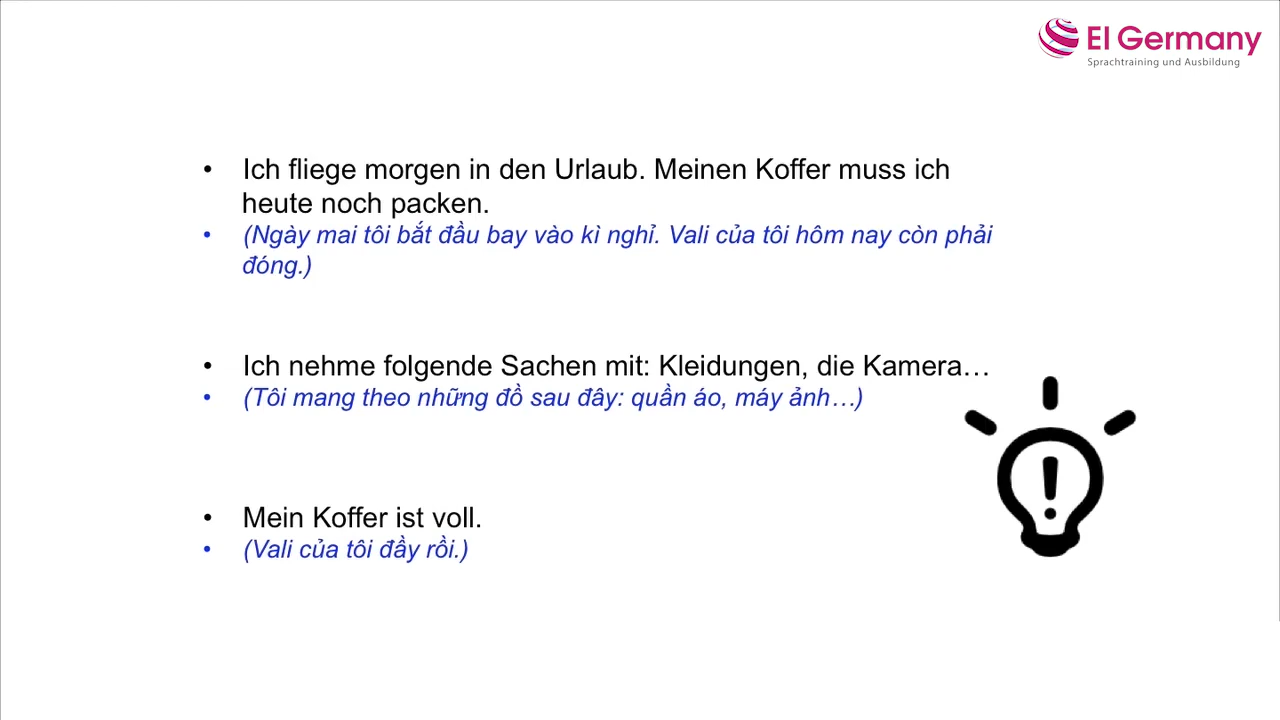 EI Germany
Sprachtraining und Ausbildung
• Ich fliege morgen in den Urlaub. Meinen Koffer muss ich
heute noch packen.
• (Ngày mai tôi bắt đầu bay vào kì nghỉ. Vali của tôi hôm nay còn phải
đóng.)
• Ich nehme folgende Sachen mit: Kleidungen, die Kamera…
• (Tôi mang theo những đồ sau đây: quần áo, máy ảnh…)
• Mein Koffer ist voll.
• (Vali của tôi đầy rồi.)